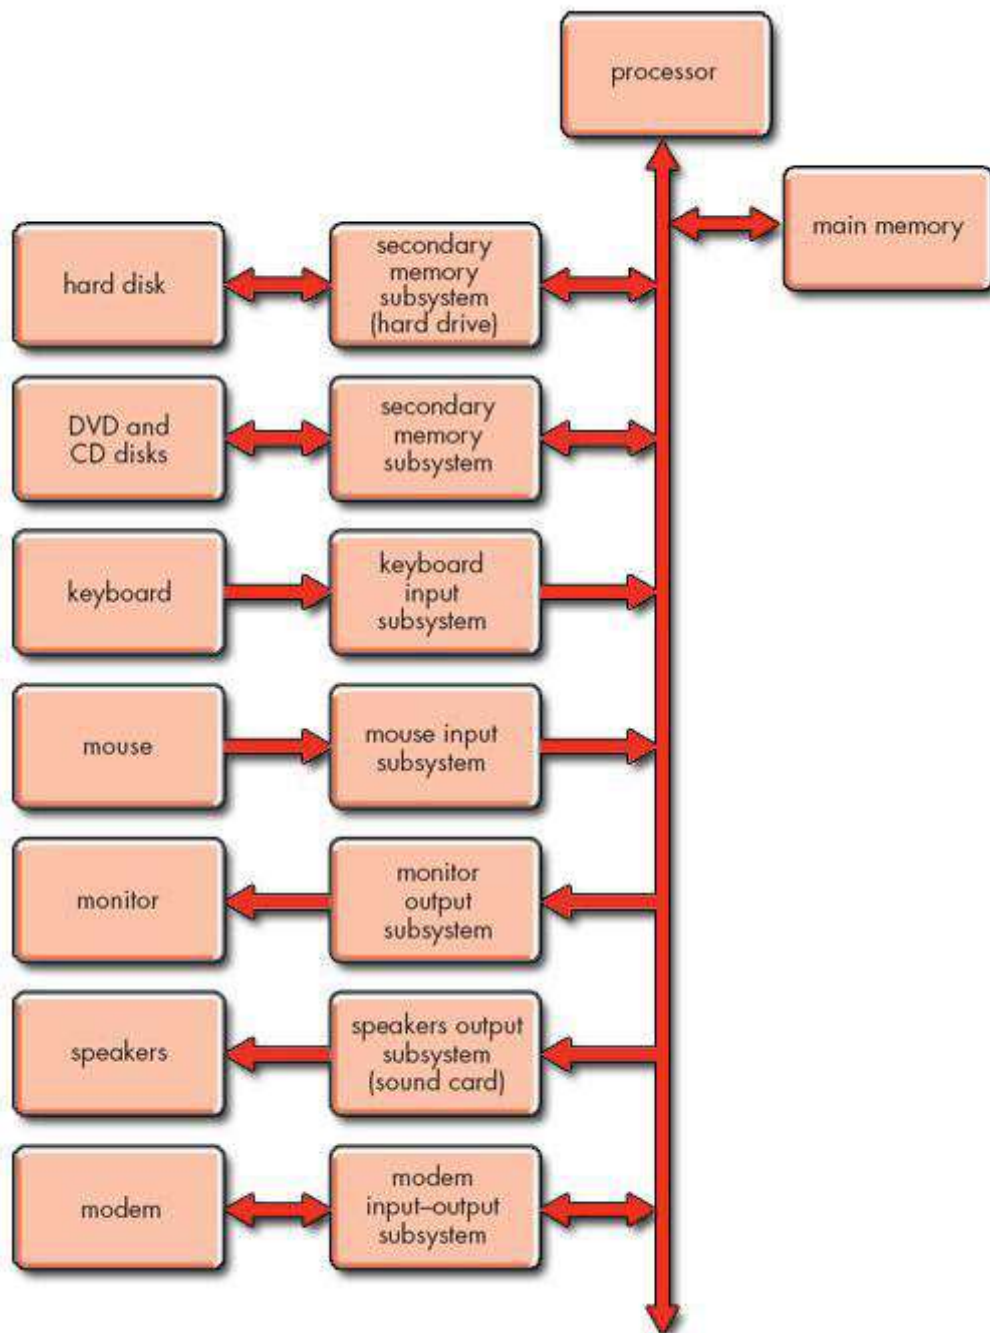 processor
main memory
hard disk
secondary
memory
subsystem
(hard drive)
DVD and
CD disks
secondary
memory
subsystem
keyboard
keyboard
input
subsystem
mouse
mouse input
subsystem
monitor
monitor
output
subsystem
speakers
speakers output
subsystem
(sound card)
modem
modem
input–output
subsystem